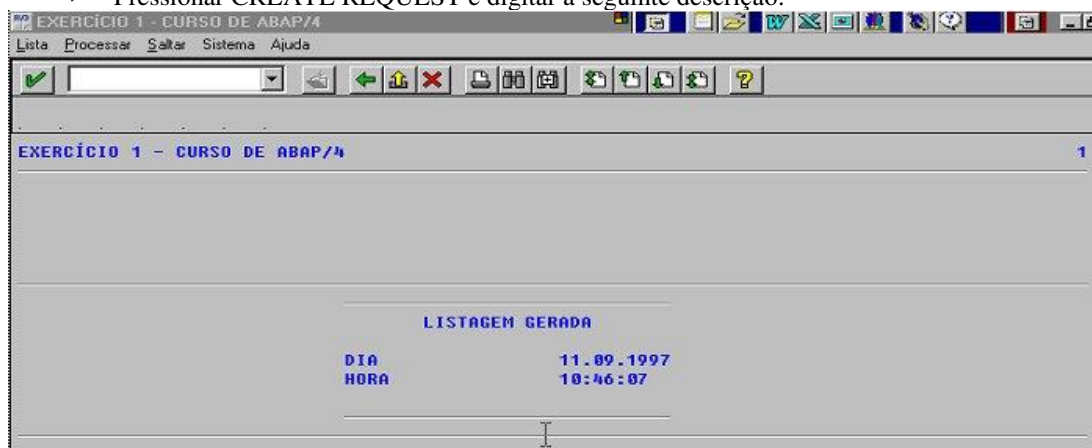 Pressionar CREATE REQUEST e digitar a seguinte descrição:
EXERCÍCIO 1 - CURSO DE ABAP/4
Lista Processar Saltar Sistema Ajuda
EXERCÍCIO 1 - CURSO DE ABAP/4 1
LISTAGEM GERADA
DIA 11.09.1997
HORA 10:46:07